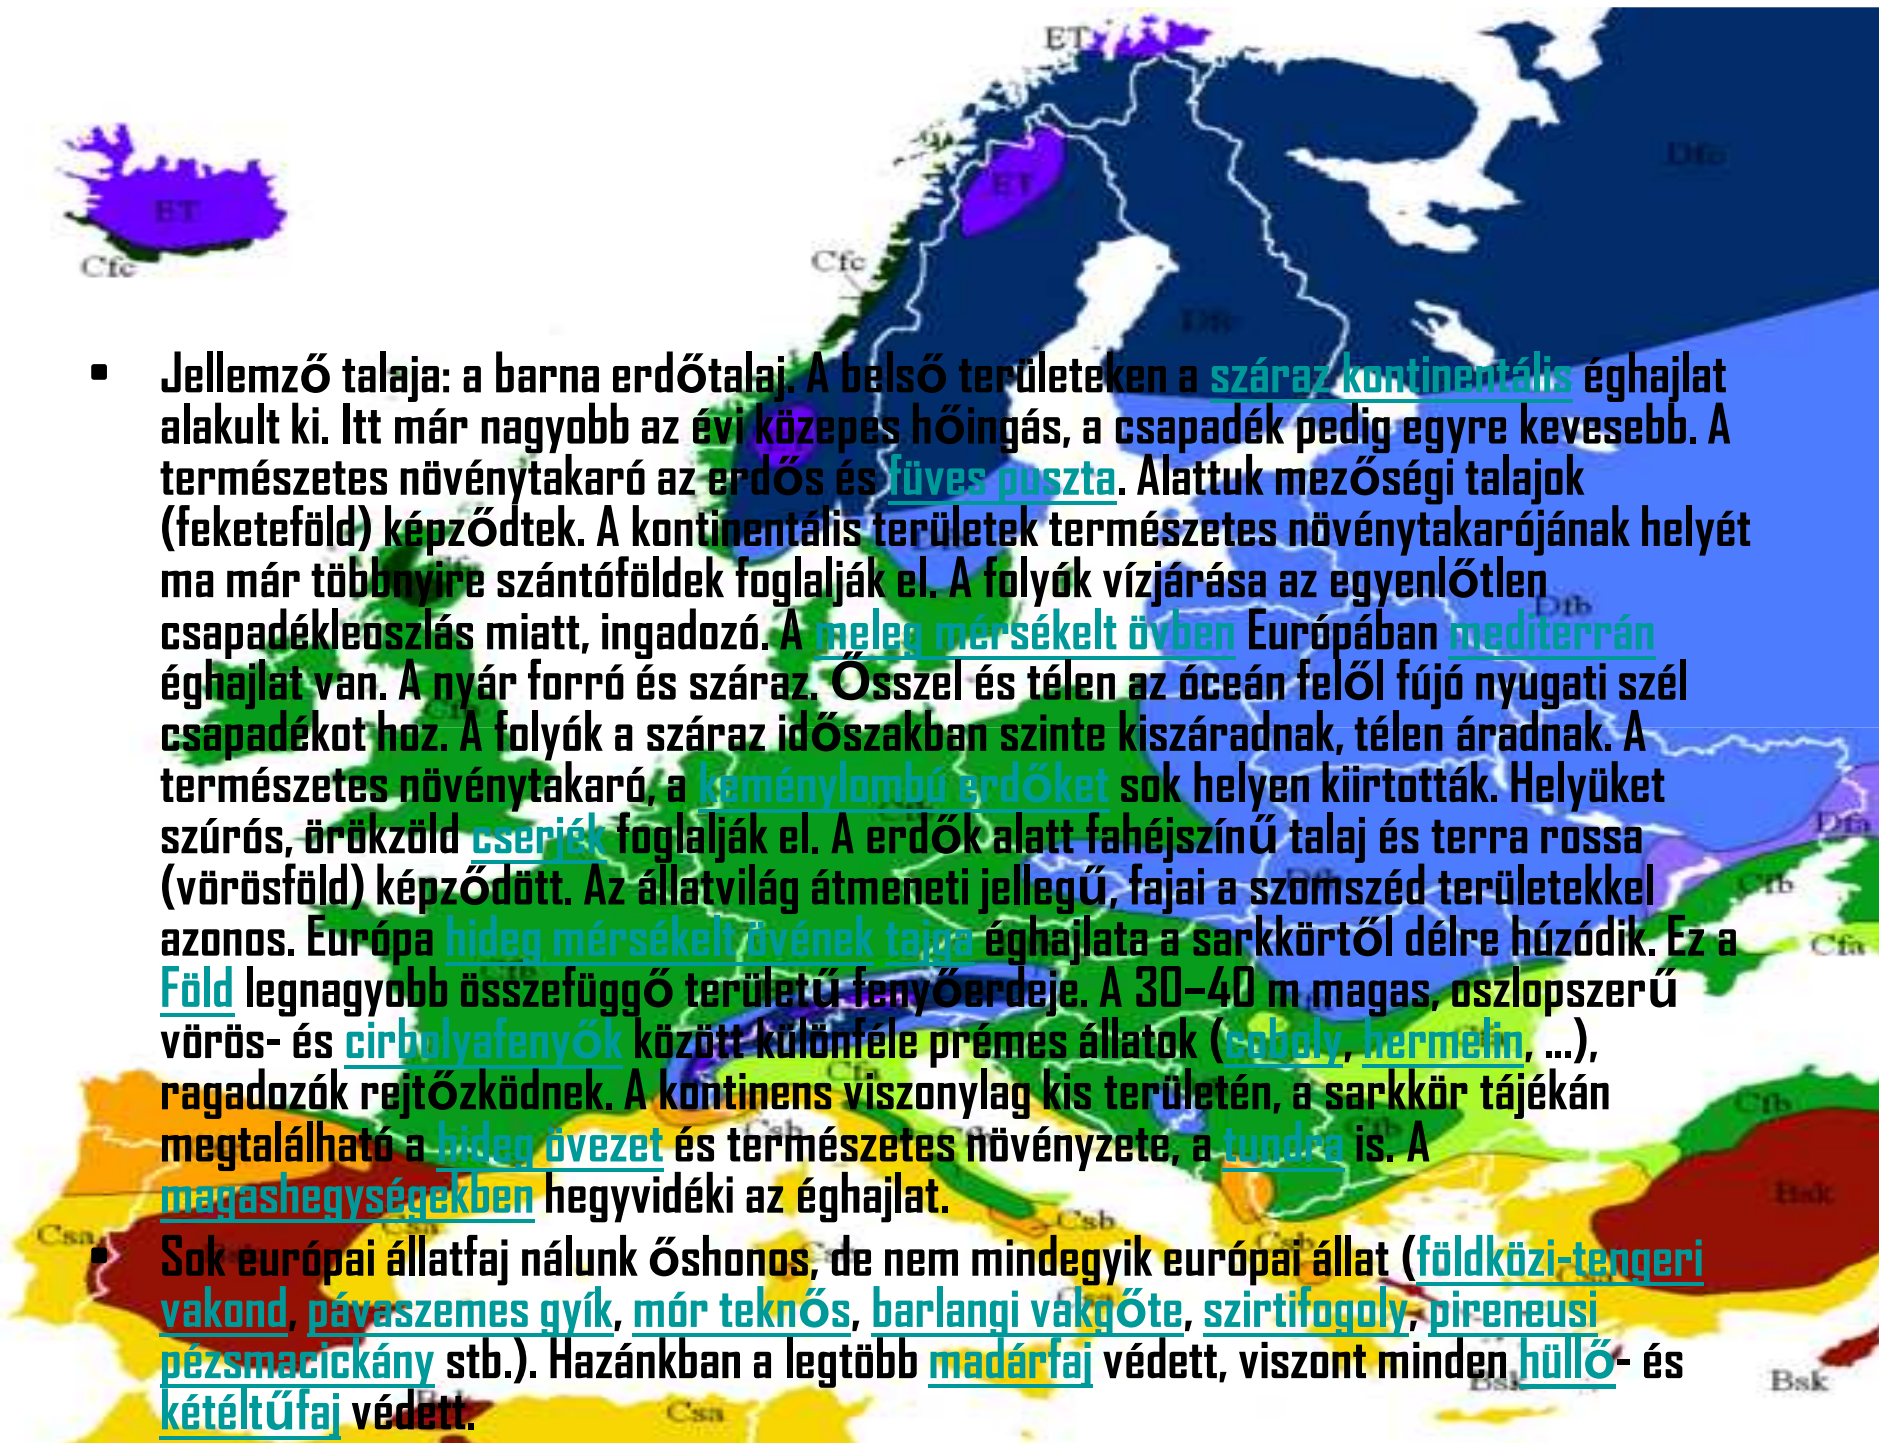 ET
ET
ET
Dfc
Cfc
Cfc
Dfc
▪ Jellemző talaja: a barna erdőtalaj. A belső területeken a száraz kontinentális éghajlat
alakult ki. Itt már nagyobb az évi közepes hőingás, a csapadék pedig egyre kevesebb. A
természetes növénytakaró az erdős és füves puszta. Alattuk mezőségi talajok
(feketeföld) képződtek. A kontinentális területek természetes növénytakarójának helyét
ma már többnyire szántóföldek foglalják el. A folyók vízjárása az egyenlőtlen
Dfb
csapadékleoszlás miatt, ingadozó. A meleg mérsékelt övben Európában mediterrán
éghajlat van. A nyár forró és száraz. Ősszel és télen az óceán felől fújó nyugati szél
csapadékot hoz. A folyók a száraz időszakban szinte kiszáradnak, télen áradnak. A
természetes növénytakaró, a keménylombú erdőket sok helyen kiirtották. Helyüket
szúrós, örökzöld cserjék foglalják el. A erdők alatt fahéjszínű talaj és terra rossa
Dfa
(vörösföld) képződött. Az állatvilág átmeneti jellegű, fajai a szomszéd területekkel
Cfb
azonos. Európa hideg mérsékelt övének tajga éghajlata a sarkkörtől délre húzódik. Ez a
Cfa
Cfb
Föld legnagyobb összefüggő területű fenyőerdeje. A 30–40 m magas, oszlopszerű
vörös- és cirbolyafenyők között különféle prémes állatok (coboly, hermelin, ...),
ragadozók rejtőzködnek. A kontinens viszonylag kis területén, a sarkkör tájékán
Cfb
megtalálható a hideg övezet és természetes növényzete, a tundra is. A
magashegységekben hegyvidéki az éghajlat.
Bsk
Csa
Csa
Csb
▪ Sok európai állatfaj nálunk őshonos, de nem mindegyik európai állat (földközi-tengeri
vakond, pávaszemes gyík, mór teknős, barlangi vakgőte, szirtifogoly, pireneusi
pézsmacickány stb.). Hazánkban a legtöbb madárfaj védett, viszont minden hüllő- és
Bsk
Bsk
kétéltűfaj védett.
Csa